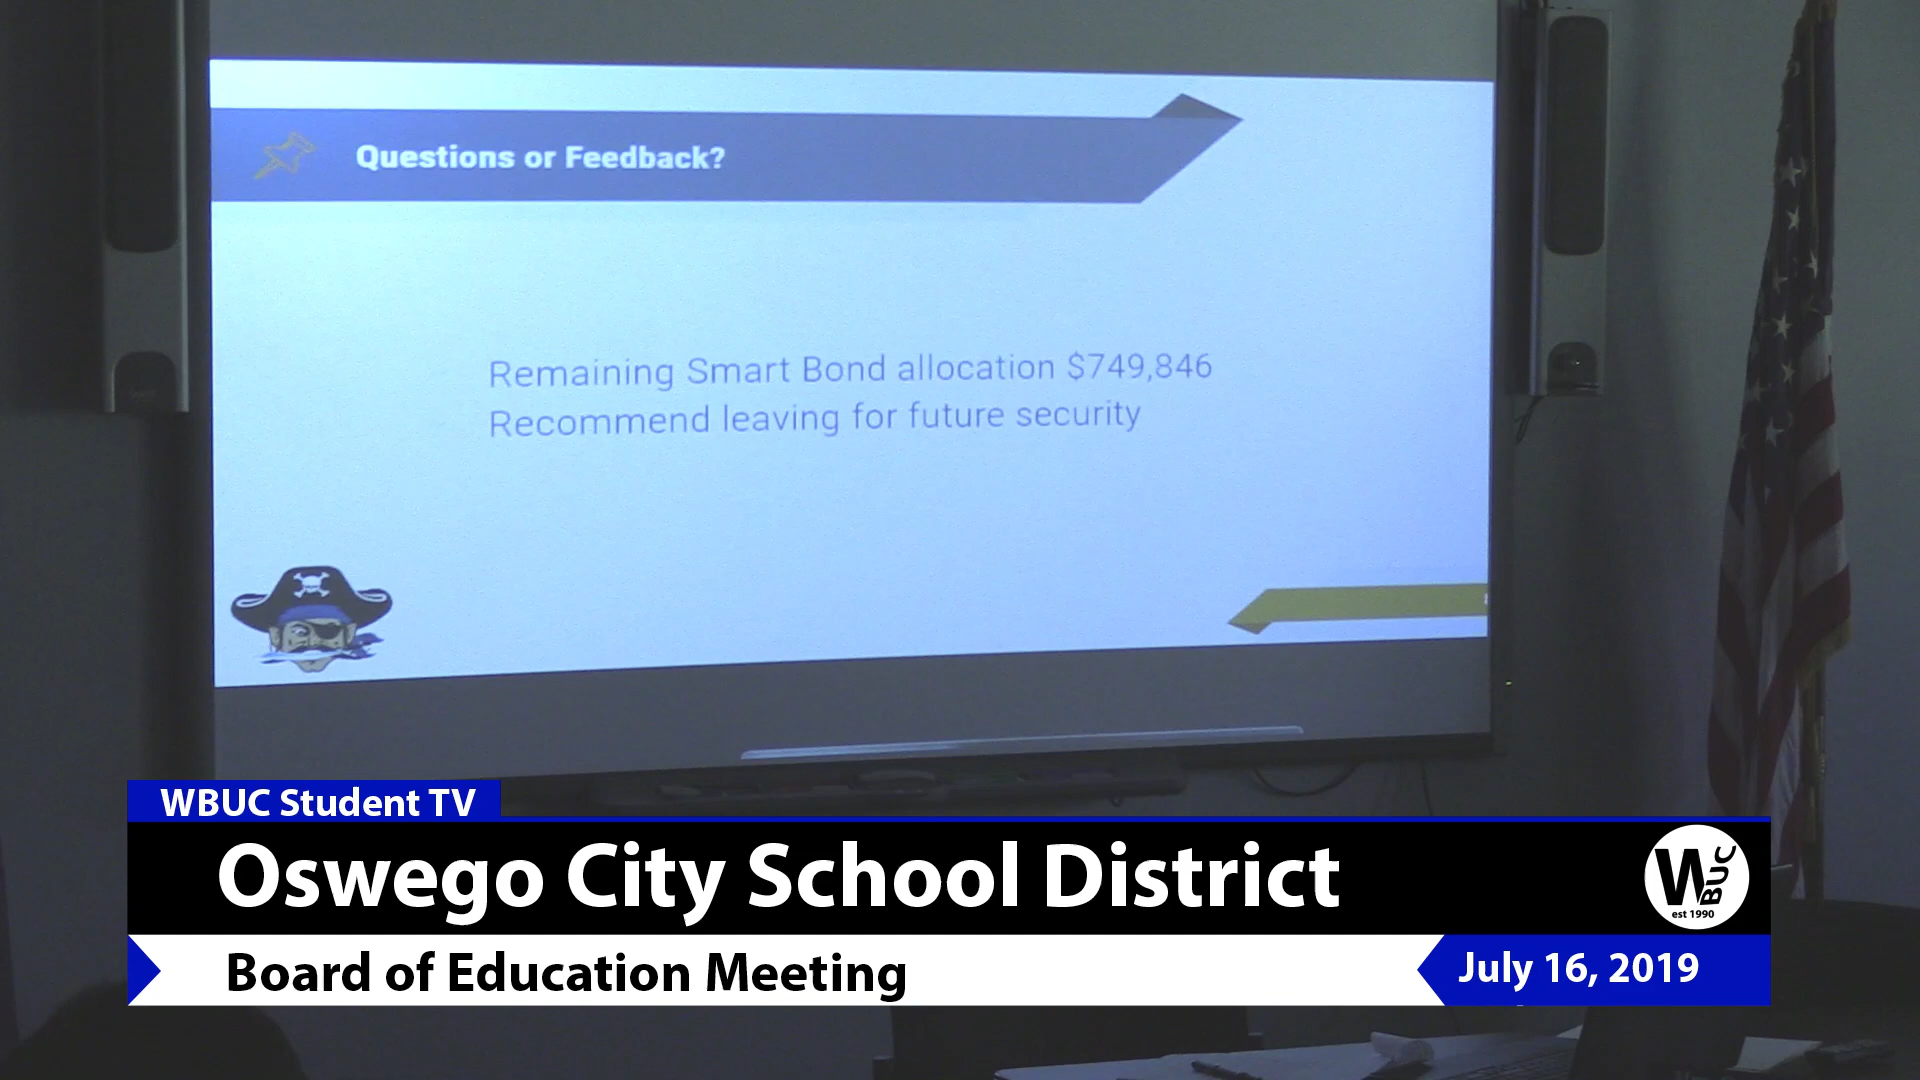 Questions or Feedback?
Remaining Smart Bond allocation $749,846
Recommend leaving for future security
WBUC Student TV
Oswego City School District
WBUC
est 1990
Board of Education Meeting
July 16, 2019